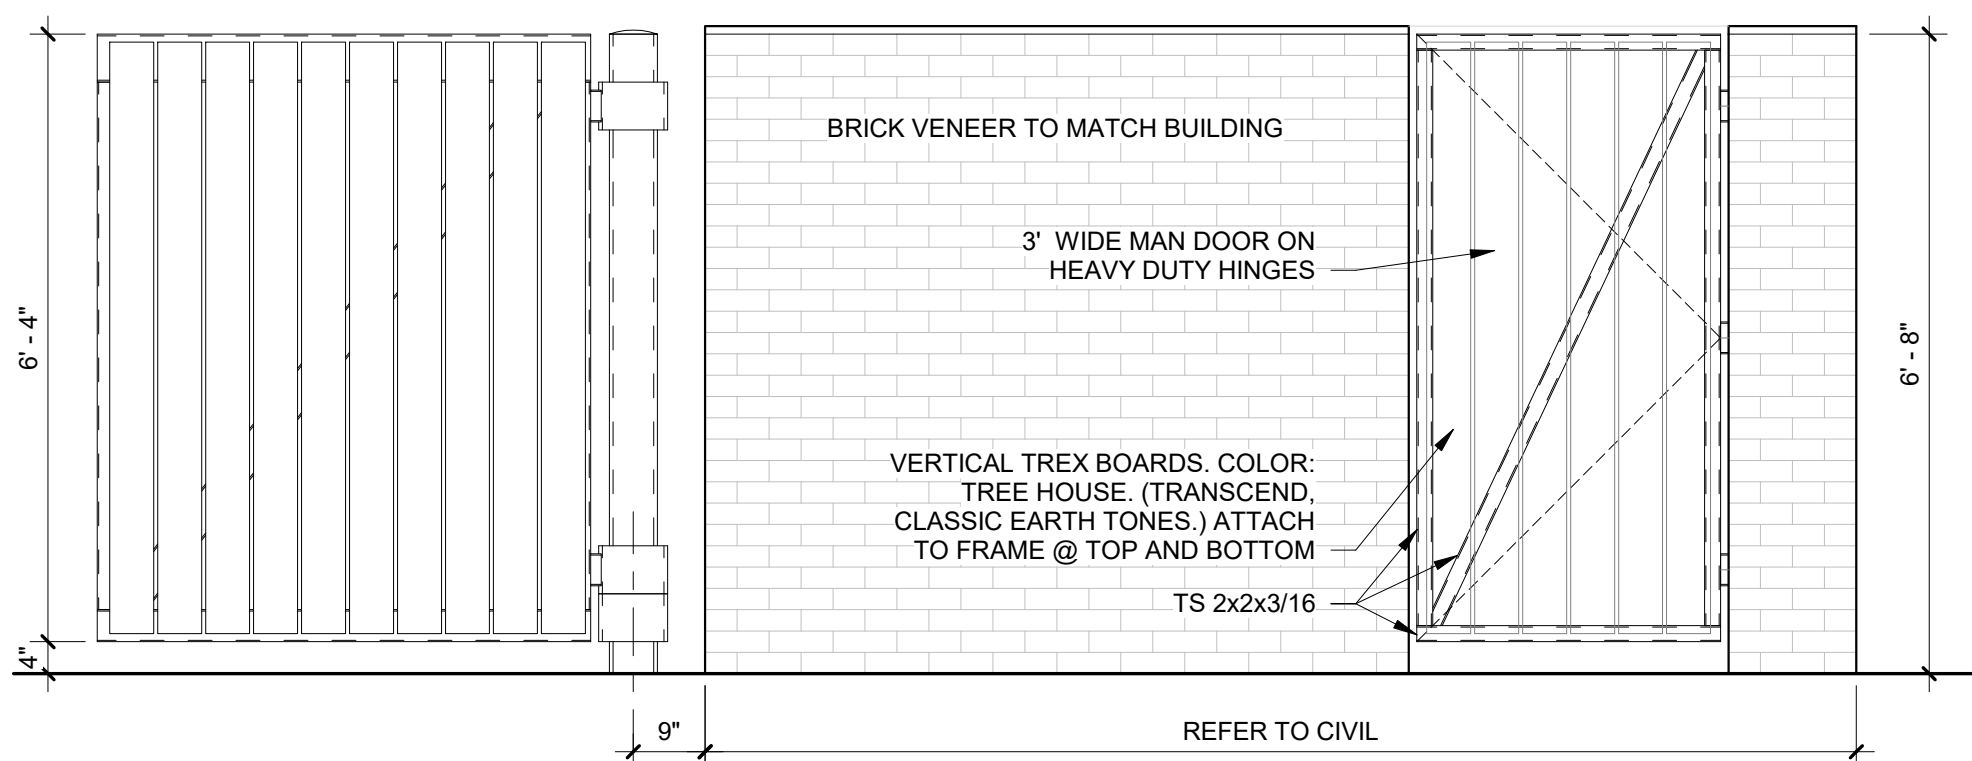 BRICK VENEER TO MATCH BUILDING
3' WIDE MAN DOOR ON
HEAVY DUTY HINGES
VERTICAL TREX BOARDS. COLOR:
TREE HOUSE. (TRANSCEND,
CLASSIC EARTH TONES.) ATTACH
TO FRAME @ TOP AND BOTTOM
TS 2x2x3/16
6' - 4"
4"
6' - 8"
9"
REFER TO CIVIL